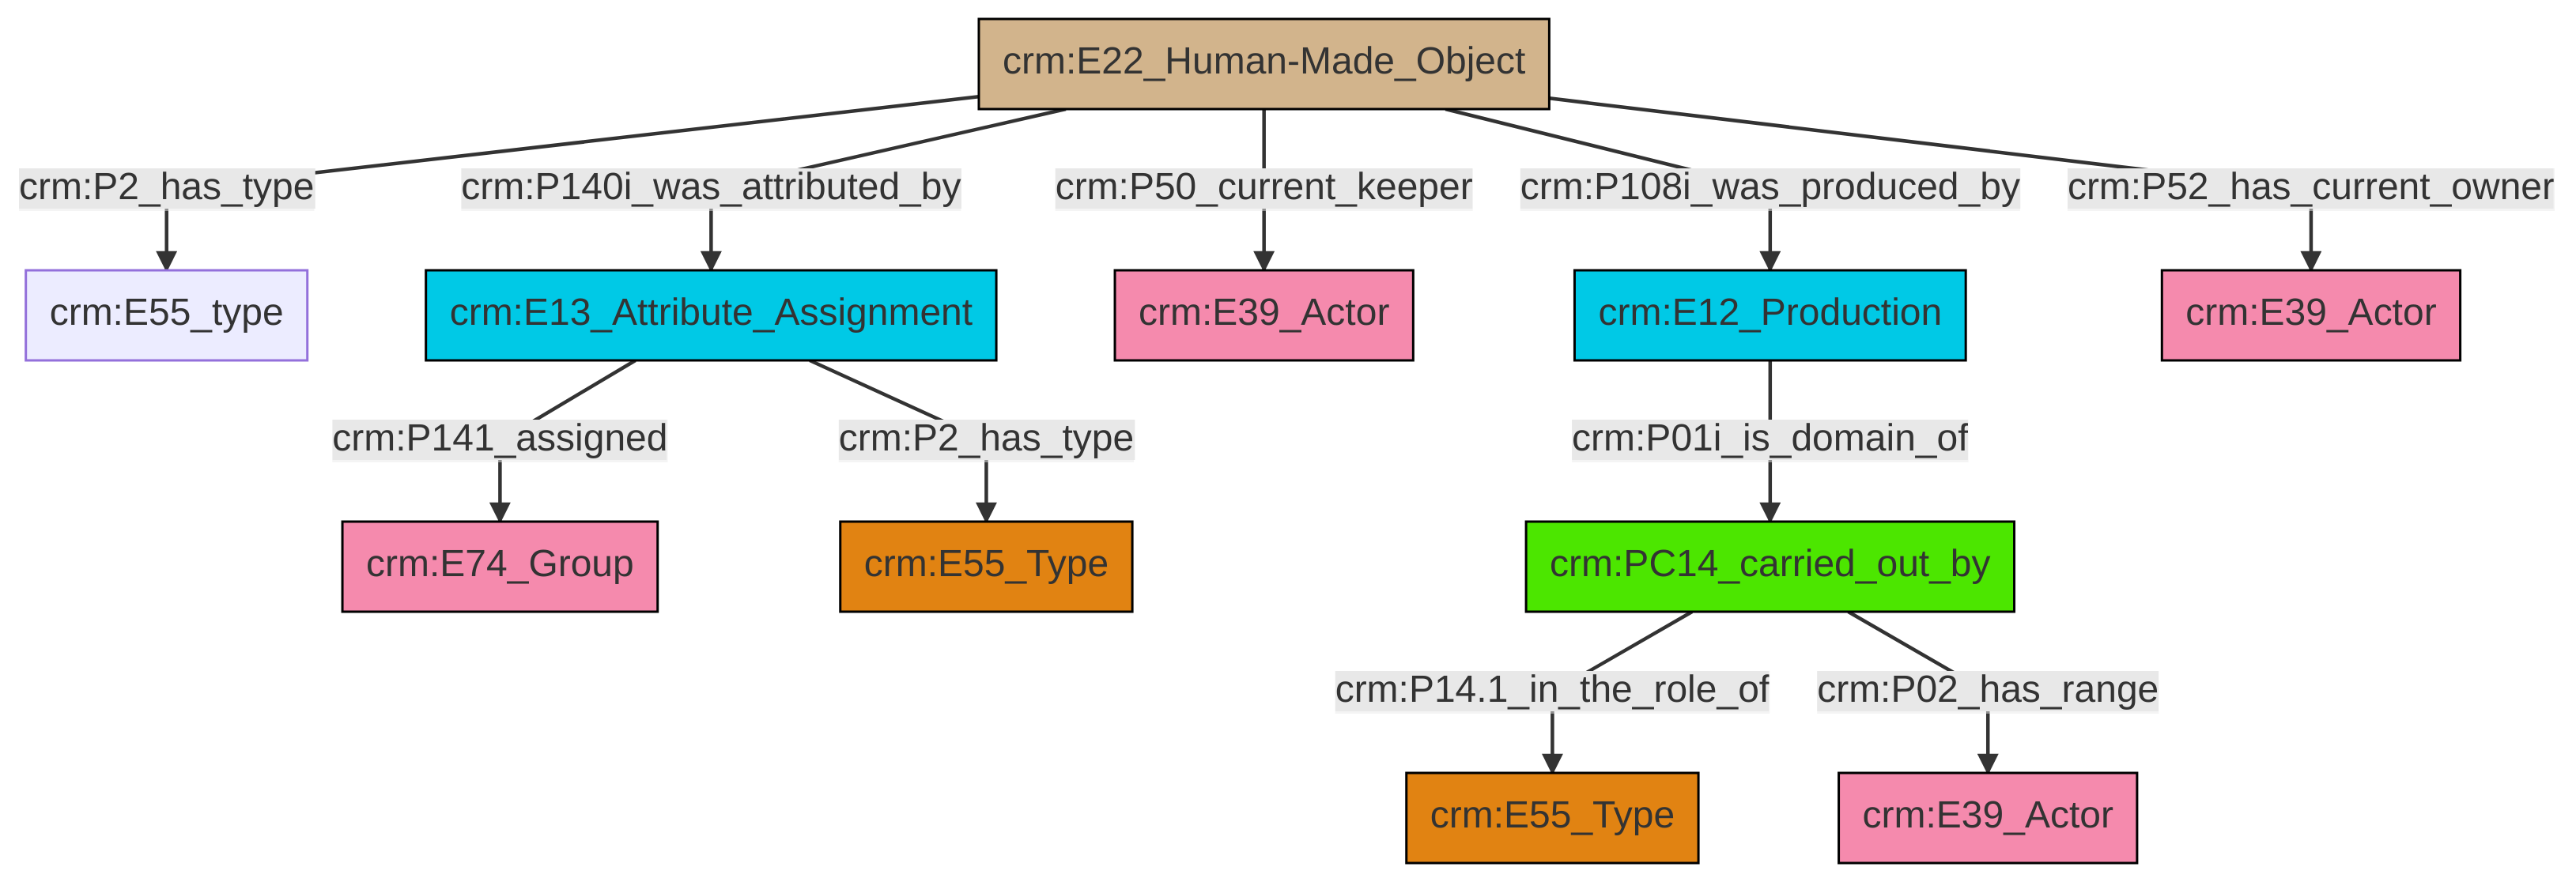 crm:E22_Human-Made_Object
crm:P2_has_type
crm:P140i_was_attributed_by
crm:P50_current_keeper
crm:P108i_was_produced_by
crm:P52_has_current_owner
crm:E55_type
crm:E13_Attribute_Assignment
crm:E39_Actor
crm:E12_Production
crm:E39_Actor
crm:P141_assigned
crm:P2_has_type
crm:P01i_is_domain_of
crm:E74_Group
crm:E55_Type
crm:PC14_carried_out_by
crm:P14.1_in_the_role_of
crm:P02_has_range
crm:E55_Type
crm:E39_Actor